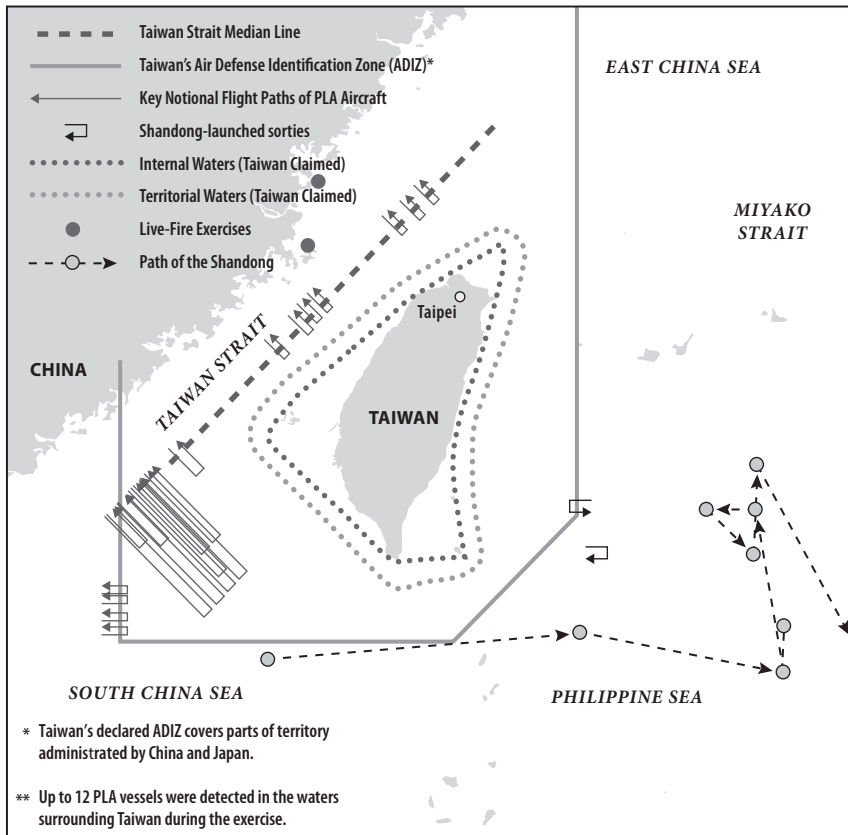 Taiwan Strait Median Line
Taiwan's Air Defense Identification Zone (ADIZ)*
Key Notional Flight Paths of PLA Aircraft
Shandong-launched sorties
Internal Waters (Taiwan Claimed)
Territorial Waters (Taiwan Claimed)
Live-Fire Exercises
Path of the Shandong
EAST CHINA SEA
MIYAKO
STRAIT
Taipei
TAIWAN STRAIT
CHINA
TAIWAN
SOUTH CHINA SEA
PHILIPPINE SEA
* Taiwan's declared ADIZ covers parts of territory
administrated by China and Japan.
** Up to 12 PLA vessels were detected in the waters
surrounding Taiwan during the exercise.